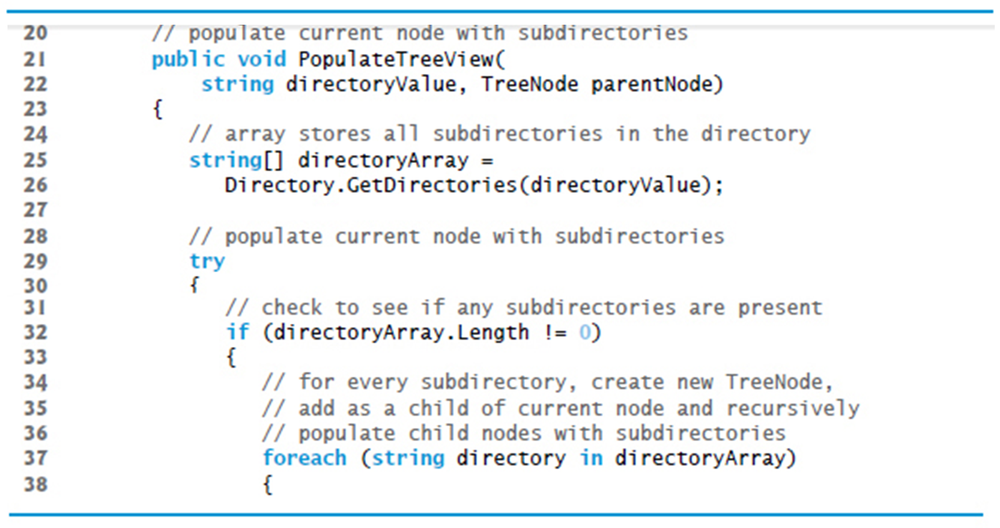 20 // populate current node with subdirectories
21 public void PopulateTreeView(
22 string directoryValue, TreeNode parentNode)
23 {
24 // array stores all subdirectories in the directory
25 string[] directoryArray =
26 Directory.GetDirectories(directoryValue);
27
28 // populate current node with subdirectories
29 try
30 {
31 // check to see if any subdirectories are present
32 if (directoryArray.Length != 0)
33 {
34 // for every subdirectory, create new TreeNode,
35 // add as a child of current node and recursively
36 // populate child nodes with subdirectories
37 foreach (string directory in directoryArray)
38 {